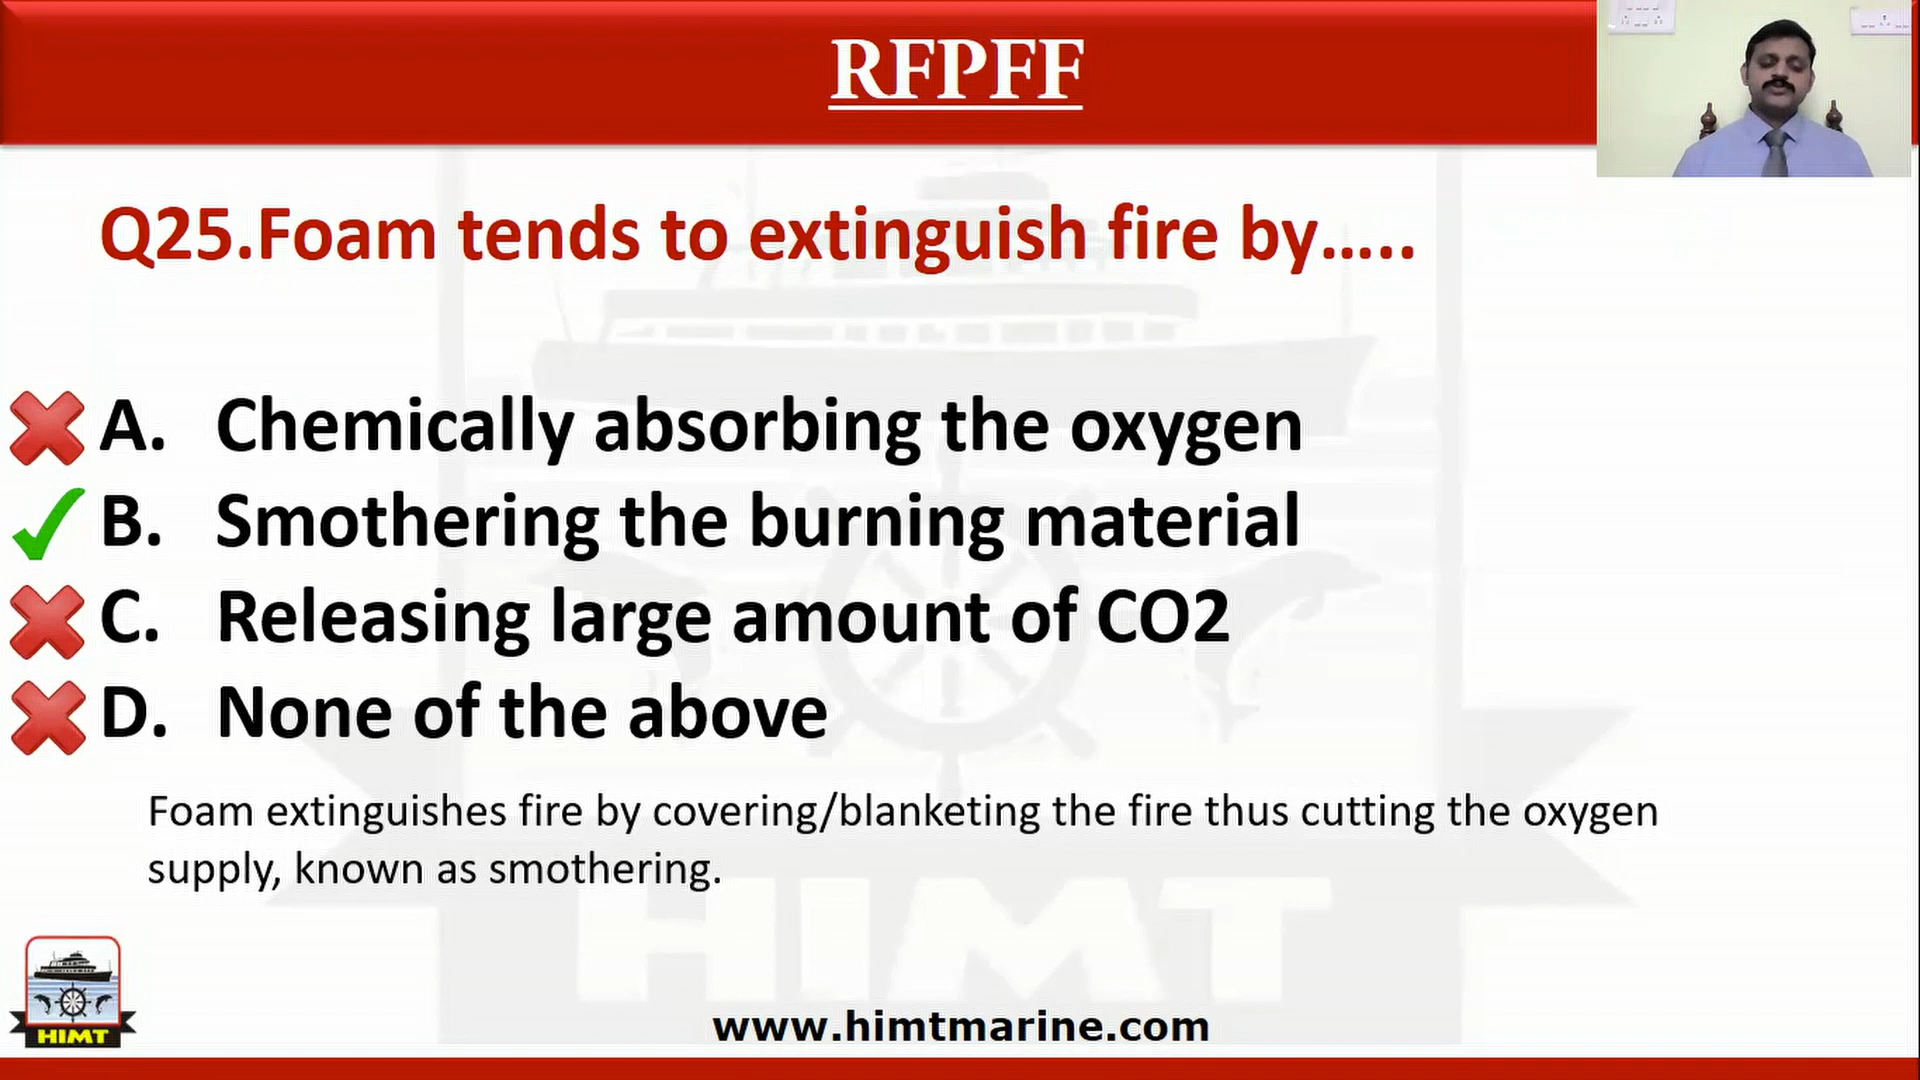 RFPFF
Q25.Foam tends to extinguish fire by.....
A. Chemically absorbing the oxygen
B. Smothering the burning material
C. Releasing large amount of CO2
D. None of the above
Foam extinguishes fire by covering/blanketing the fire thus cutting the oxygen
supply, known as smothering.
HIMT
HIMT
www.himtmarine.com